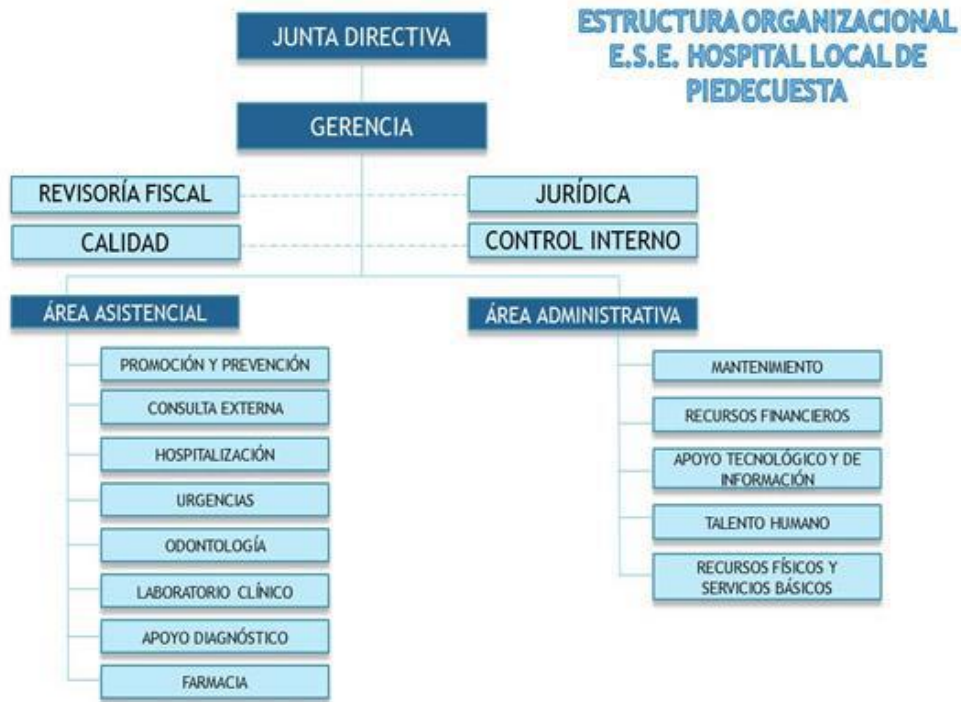 ESTRUCTURA ORGANIZACIONAL
E.S.E. HOSPITAL LOCAL DE
PIEDECUESTA
JUNTA DIRECTIVA
GERENCIA
REVISORÍA FISCAL
JURÍDICA
CALIDAD
CONTROL INTERNO
ÁREA ASISTENCIAL
PROMOCIÓN Y PREVENCIÓN
CONSULTA EXTERNA
HOSPITALIZACIÓN
URGENCIAS
ODONTOLOGÍA
LABORATORIO CLÍNICO
APOYO DIAGNÓSTICO
FARMACIA
ÁREA ADMINISTRATIVA
MANTENIMIENTO
RECURSOS FINANCIEROS
APOYO TECNOLÓGICO Y DE
INFORMACIÓN
TALENTO HUMANO
RECURSOS FÍSICOS Y
SERVICIOS BÁSICOS